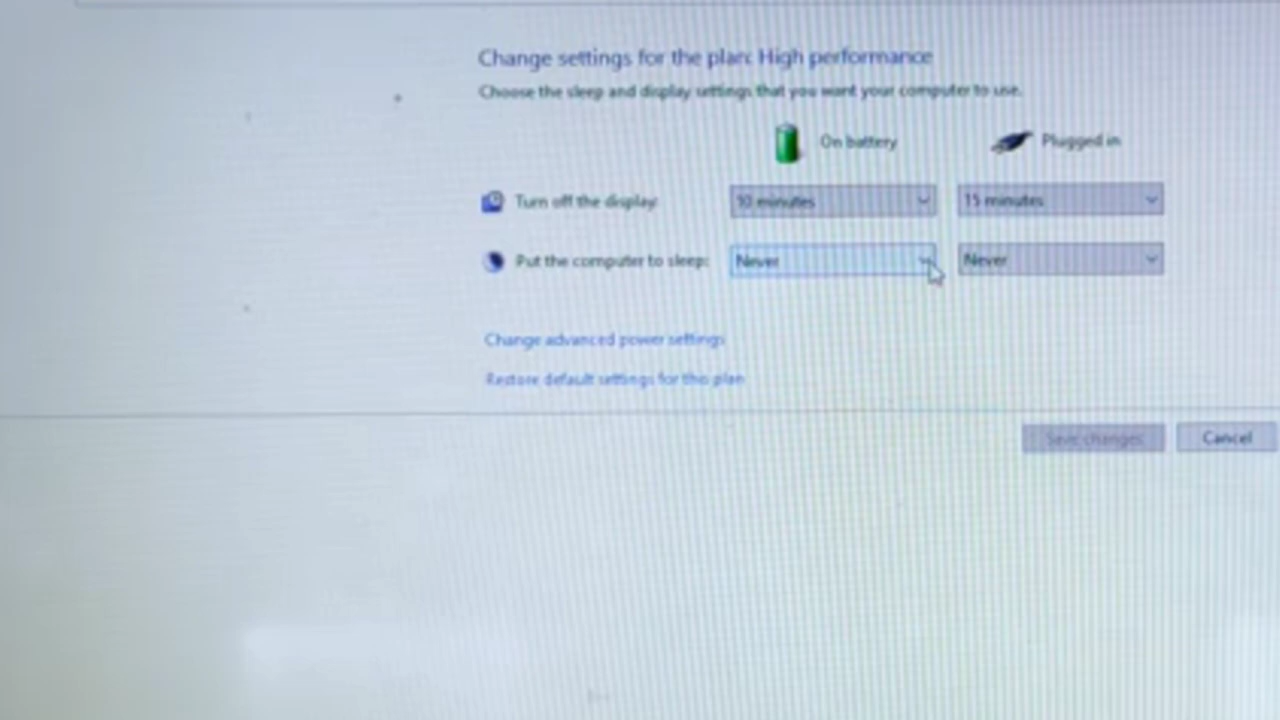 Change settings for the plan: High performance
Choose the sleep and display settings that you want your computer to use.
On battery Plugged in
Turn off the display: 10 minutes 15 minutes
Put the computer to sleep: Never Never
Change advanced power settings
Restore default settings for this plan
Save changes Cancel